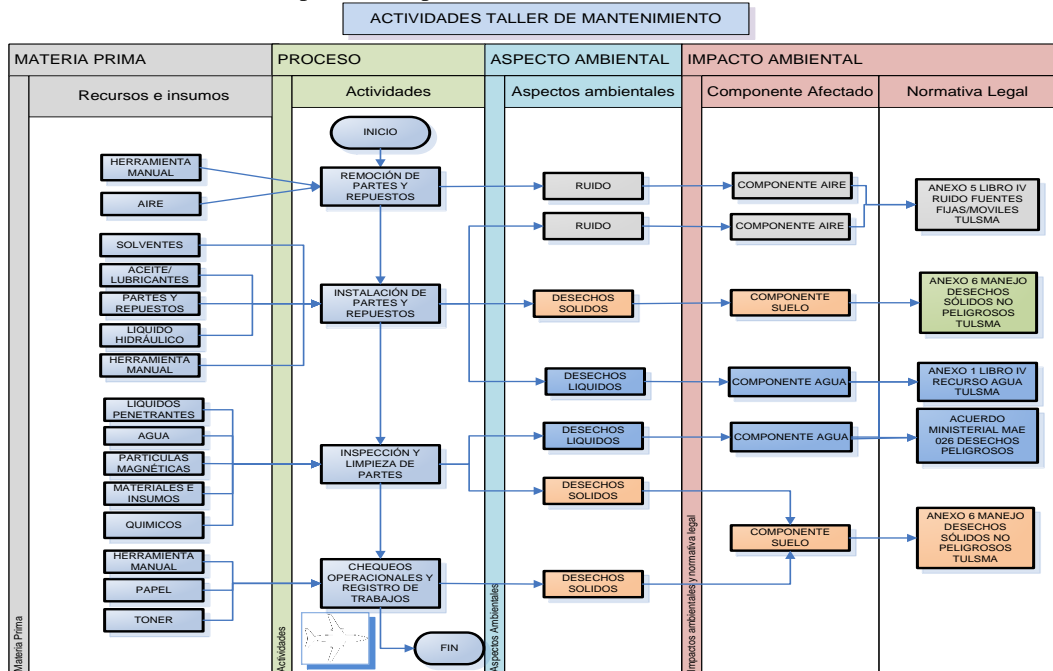 ACTIVIDADES TALLER DE MANTENIMIENTO
MATERIA PRIMA
PROCESO
ASPECTO AMBIENTAL
IMPACTO AMBIENTAL
Recursos e insumos
Actividades
Aspectos ambientales
Componente Afectado
Normativa Legal
INICIO
HERRAMIENTA
MANUAL
AIRE
REMOCIÓN DE
PARTES Y
REPUESTOS
RUIDO
COMPONENTE AIRE
RUIDO
COMPONENTE AIRE
ANEXO 5 LIBRO IV
RUIDO FUENTES
FIJAS/MOVILES
TULSMA
SOLVENTES
ACEITE/
LUBRICANTES
PARTES Y
REPUESTOS
LIQUIDO
HIDRÁULICO
HERRAMIENTA
MANUAL
INSTALACIÓN DE
PARTES Y
REPUESTOS
DESECHOS
SOLIDOS
COMPONENTE
SUELO
ANEXO 6 MANEJO
DESECHOS
SÓLIDOS NO
PELIGROSOS
TULSMA
DESECHOS
LIQUIDOS
COMPONENTE AGUA
ANEXO 1 LIBRO IV
RECURSO AGUA
TULSMA
LIQUIDOS
PENETRANTES
AGUA
PARTICULAS
MAGNÉTICAS
MATERIALES E
INSUMOS
QUIMICOS
INSPECCIÓN Y
LIMPIEZA DE
PARTES
DESECHOS
LIQUIDOS
COMPONENTE AGUA
ACUERDO
MINISTERIAL MAE
026 DESECHOS
PELIGROSOS
DESECHOS
SOLIDOS
COMPONENTE
SUELO
ANEXO 6 MANEJO
DESECHOS
SÓLIDOS NO
PELIGROSOS
TULSMA
HERRAMIENTA
MANUAL
PAPEL
TONER
CHEQUEOS
OPERACIONALES Y
REGISTRO DE
TRABAJOS
DESECHOS
SOLIDOS
FIN
Materia Prima
Actividades
Aspectos Ambientales
Impactos ambientales y normativa legal